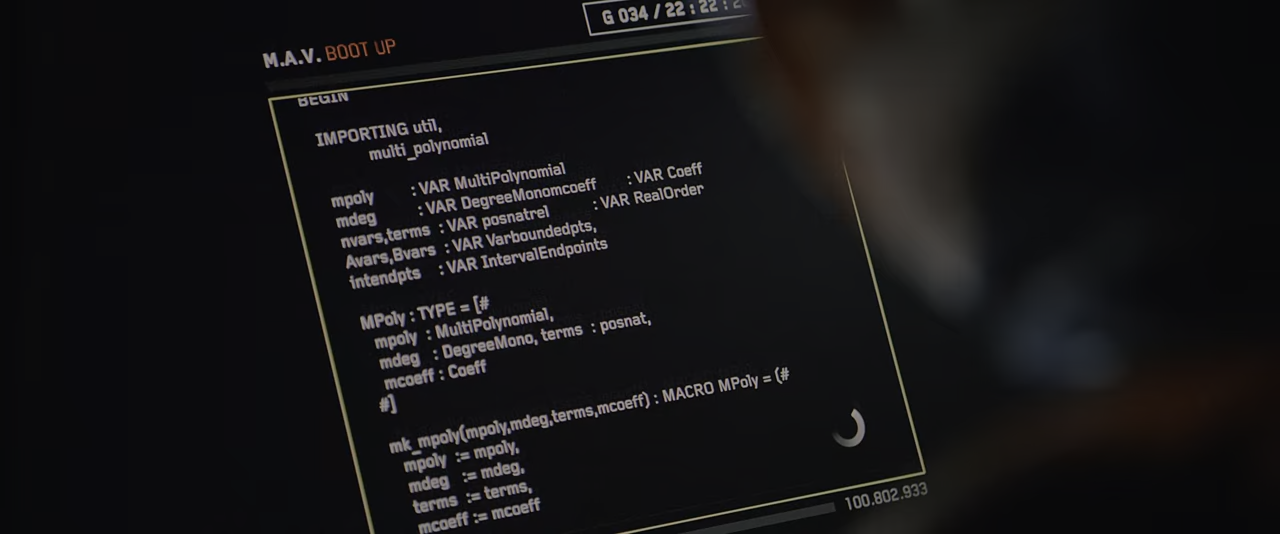 G 034 / 22 : 22 :
M.A.V. BOOT UP
BEGIN
IMPORTING util,
multi_polynomial
mpoly : VAR MultiPolynomial
mdeg : VAR DegreeMonomcoeff : VAR Coeff
nvars,terms : VAR posnatrel : VAR RealOrder
Avars,Bvars : VAR Varboundedpts,
intendpts : VAR IntervalEndpoints
MPoly : TYPE = [#
mpoly : MultiPolynomial,
mdeg : DegreeMono, terms : posnat,
mcoeff : Coeff
#]
mk_mpoly(mpoly,mdeg,terms,mcoeff) : MACRO MPoly = (#
mpoly := mpoly,
mdeg := mdeg,
terms := terms,
mcoeff := mcoeff
100.802.933